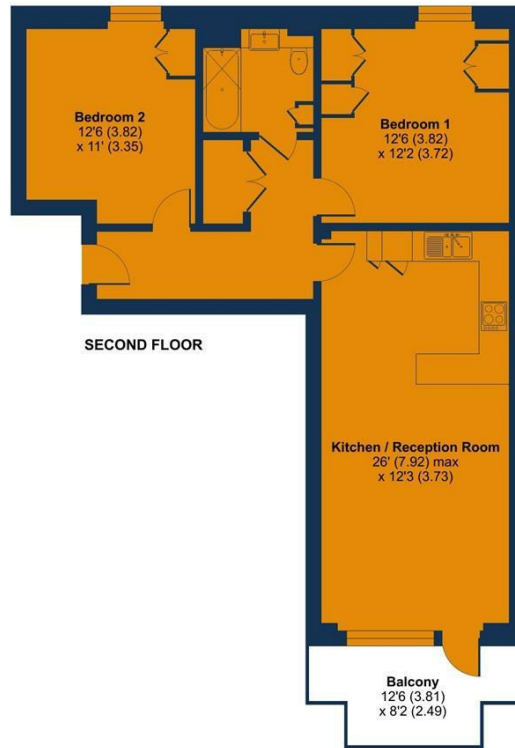 Bedroom 2
12'6 (3.82)
x 11' (3.35)
Bedroom 1
12'6 (3.82)
x 12'2 (3.72)
SECOND FLOOR
Kitchen / Reception Room
26' (7.92) max
x 12'3 (3.73)
Balcony
12'6 (3.81)
x 8'2 (2.49)